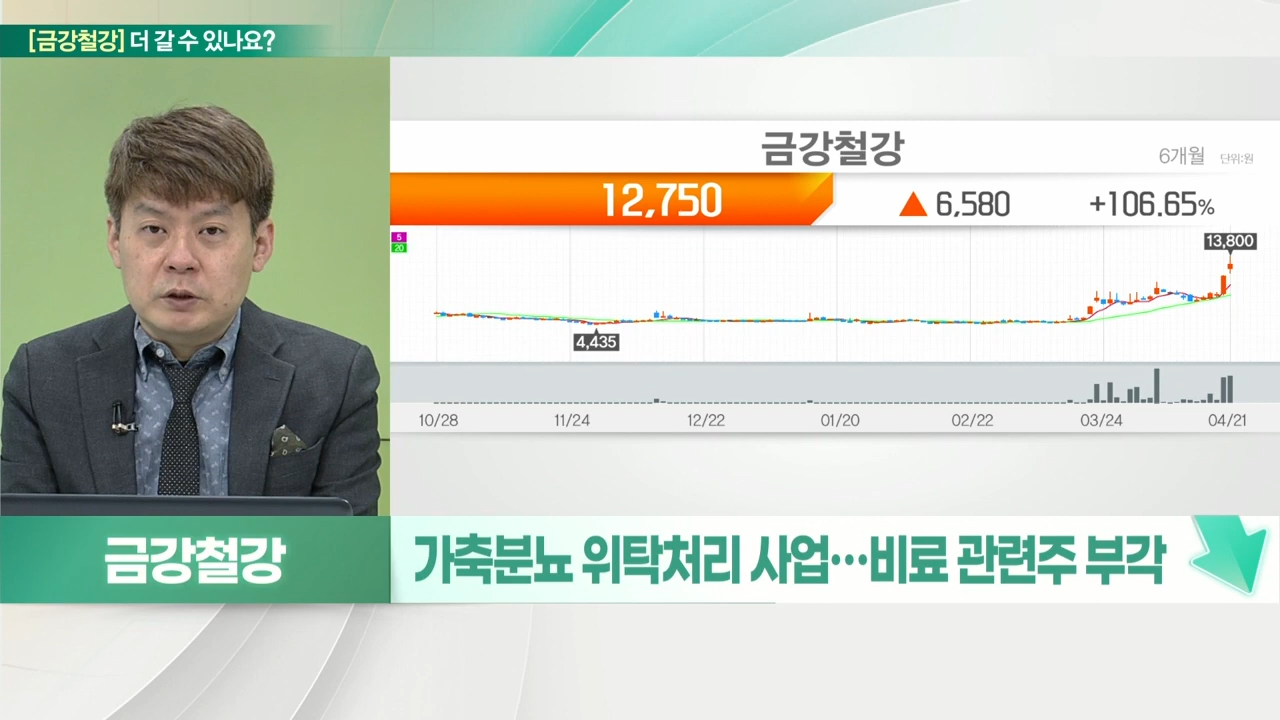 [금강철강] 더 갈 수 있나요?
금강철강
6개월 단위:원
12,750 ▲ 6,580 +106.65%
5
20
13,800
4,435
10/28 11/24 12/22 01/20 02/22 03/24 04/21
금강철강
가축분뇨 위탁처리 사업…비료 관련주 부각